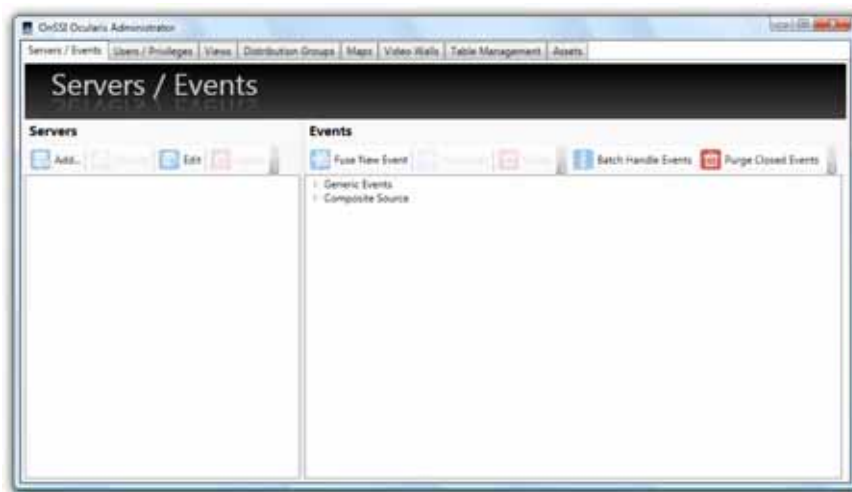 OnSSI Ocularis Administrator
Servers / Events Users / Privileges Views Distribution Groups Maps Video Walls Table Management Assets
Servers / Events
Servers
Events
Add... Edit
Fuse New Event Batch Handle Events Purge Closed Events
Generic Events
Composite Source